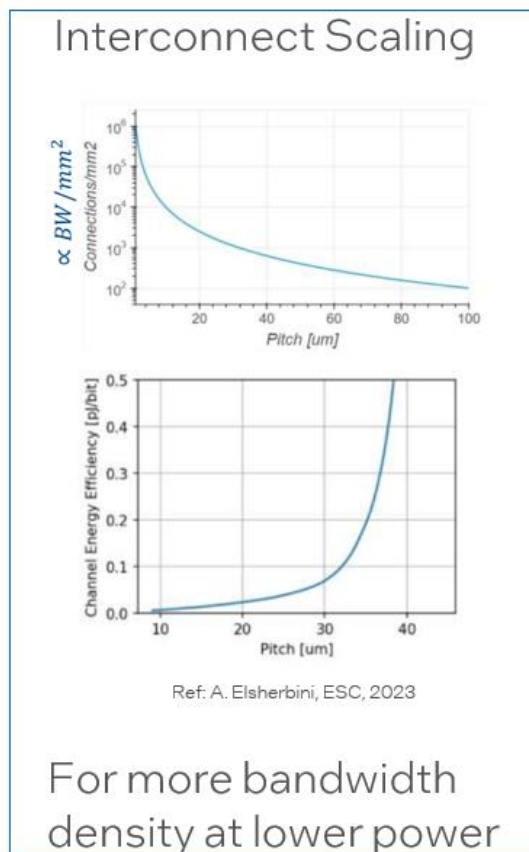 Interconnect Scaling
∝ BW/mm²
Connections/mm2
10⁶
10⁵
10⁴
10³
10²
20 40 60 80 100
Pitch [um]
Channel Energy Efficiency [pJ/bit]
0.5
0.4
0.3
0.2
0.1
0.0
10 20 30 40
Pitch [um]
Ref: A. Elsherbini, ESC, 2023
For more bandwidth
density at lower power